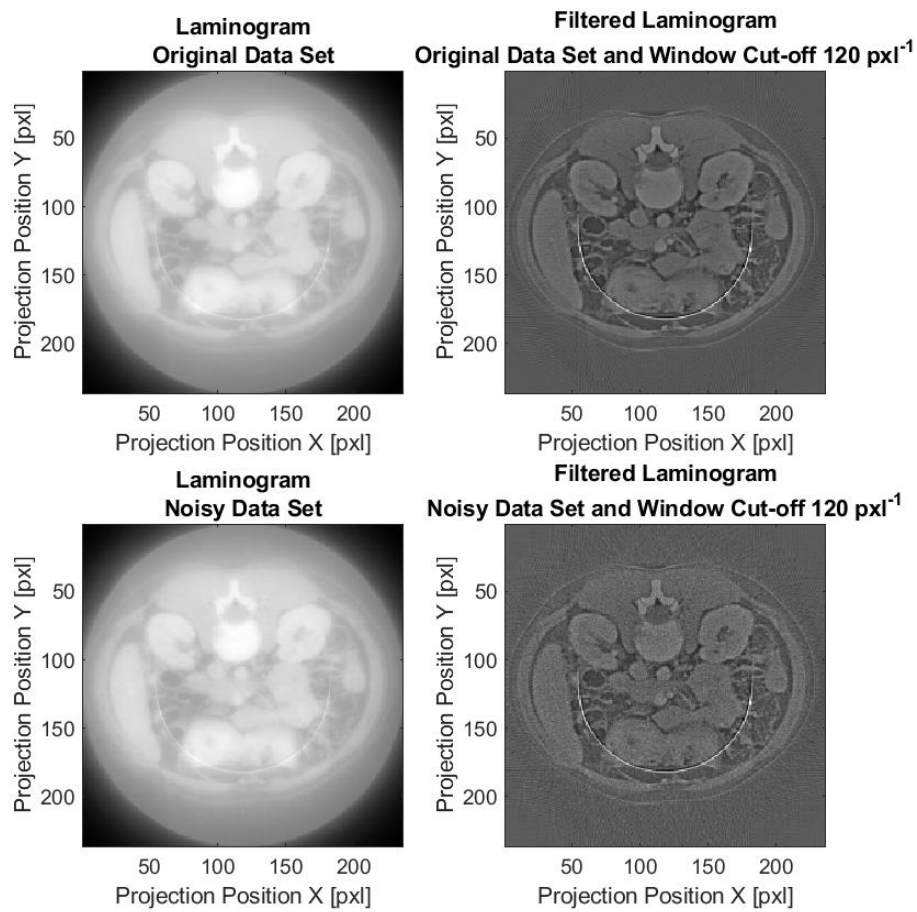 Laminogram
Original Data Set
Projection Position Y [pxl]
50
100
150
200
50 100 150 200
Projection Position X [pxl]
Filtered Laminogram
Original Data Set and Window Cut-off 120 pxl⁻¹
Projection Position Y [pxl]
50
100
150
200
50 100 150 200
Projection Position X [pxl]
Laminogram
Noisy Data Set
Projection Position Y [pxl]
50
100
150
200
50 100 150 200
Projection Position X [pxl]
Filtered Laminogram
Noisy Data Set and Window Cut-off 120 pxl⁻¹
Projection Position Y [pxl]
50
100
150
200
50 100 150 200
Projection Position X [pxl]